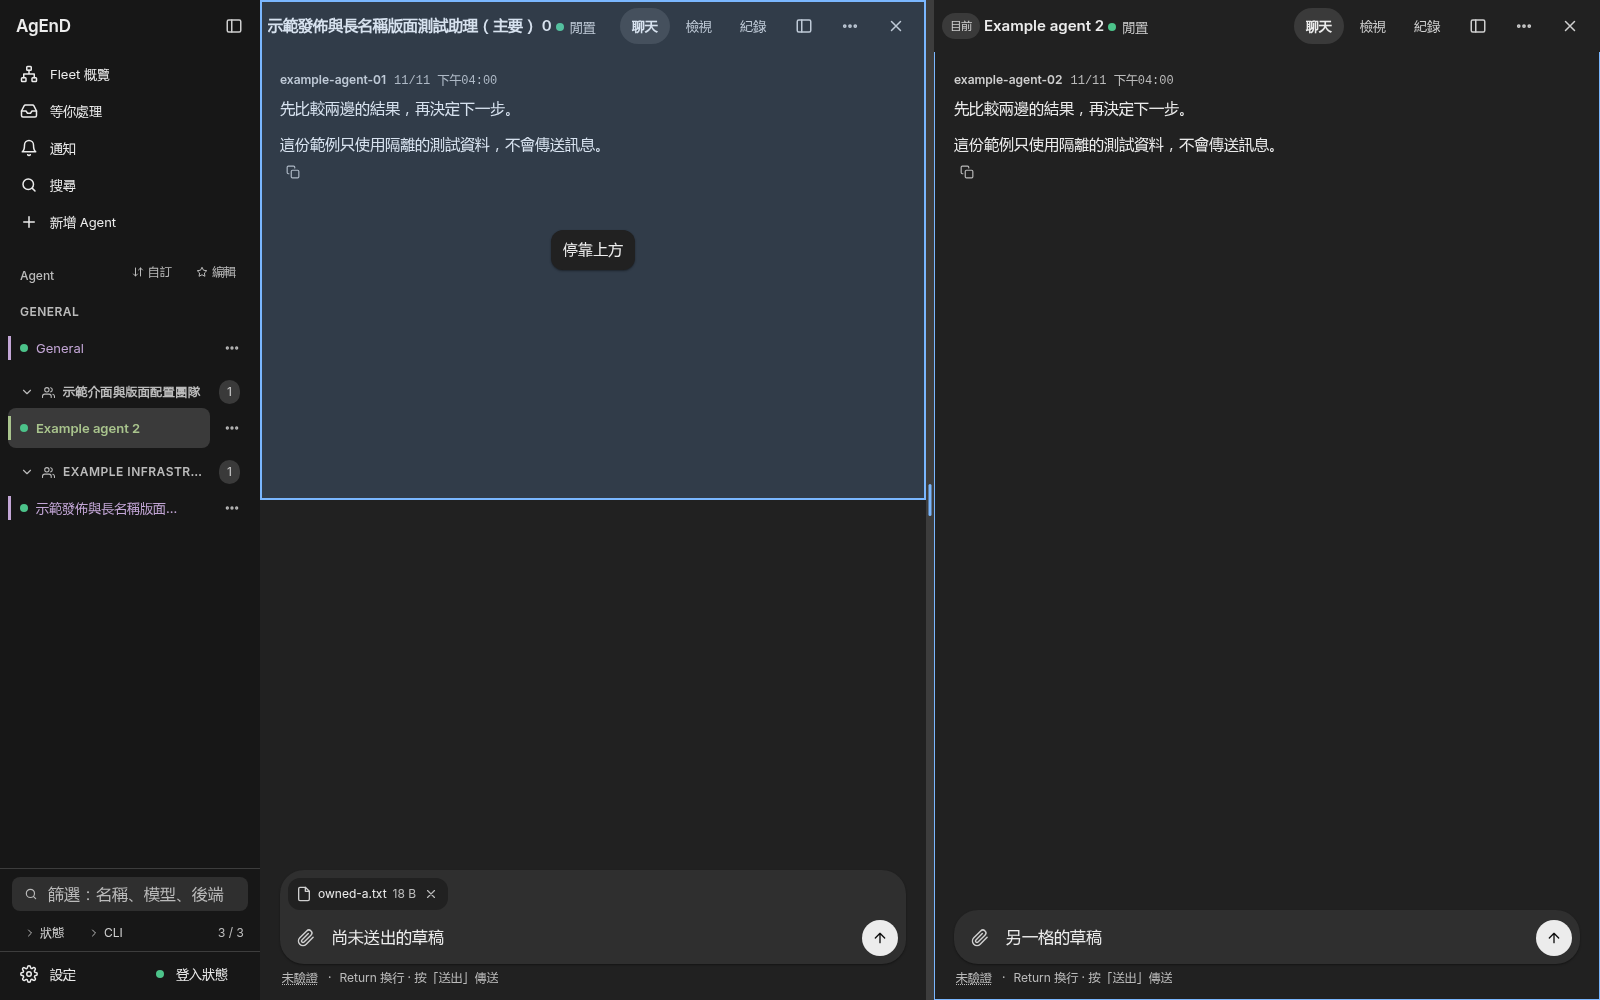 AgEnD
Fleet 概覽
等你處理
通知
搜尋
新增 Agent
Agent
自訂
編輯
GENERAL
General
示範介面與版面配置團隊
1
Example agent 2
EXAMPLE INFRASTR...
1
示範發佈與長名稱版面...
篩選：名稱、模型、後端
狀態
CLI
3 / 3
設定
登入狀態
示範發佈與長名稱版面測試助理（主要）0
閒置
聊天
檢視
紀錄
example-agent-01 11/11 下午04:00
先比較兩邊的結果，再決定下一步。
這份範例只使用隔離的測試資料，不會傳送訊息。
停靠上方
owned-a.txt 18 B
尚未送出的草稿
未驗證 · Return 換行 · 按「送出」傳送
目前
Example agent 2
閒置
聊天
檢視
紀錄
example-agent-02 11/11 下午04:00
先比較兩邊的結果，再決定下一步。
這份範例只使用隔離的測試資料，不會傳送訊息。
另一格的草稿
未驗證 · Return 換行 · 按「送出」傳送